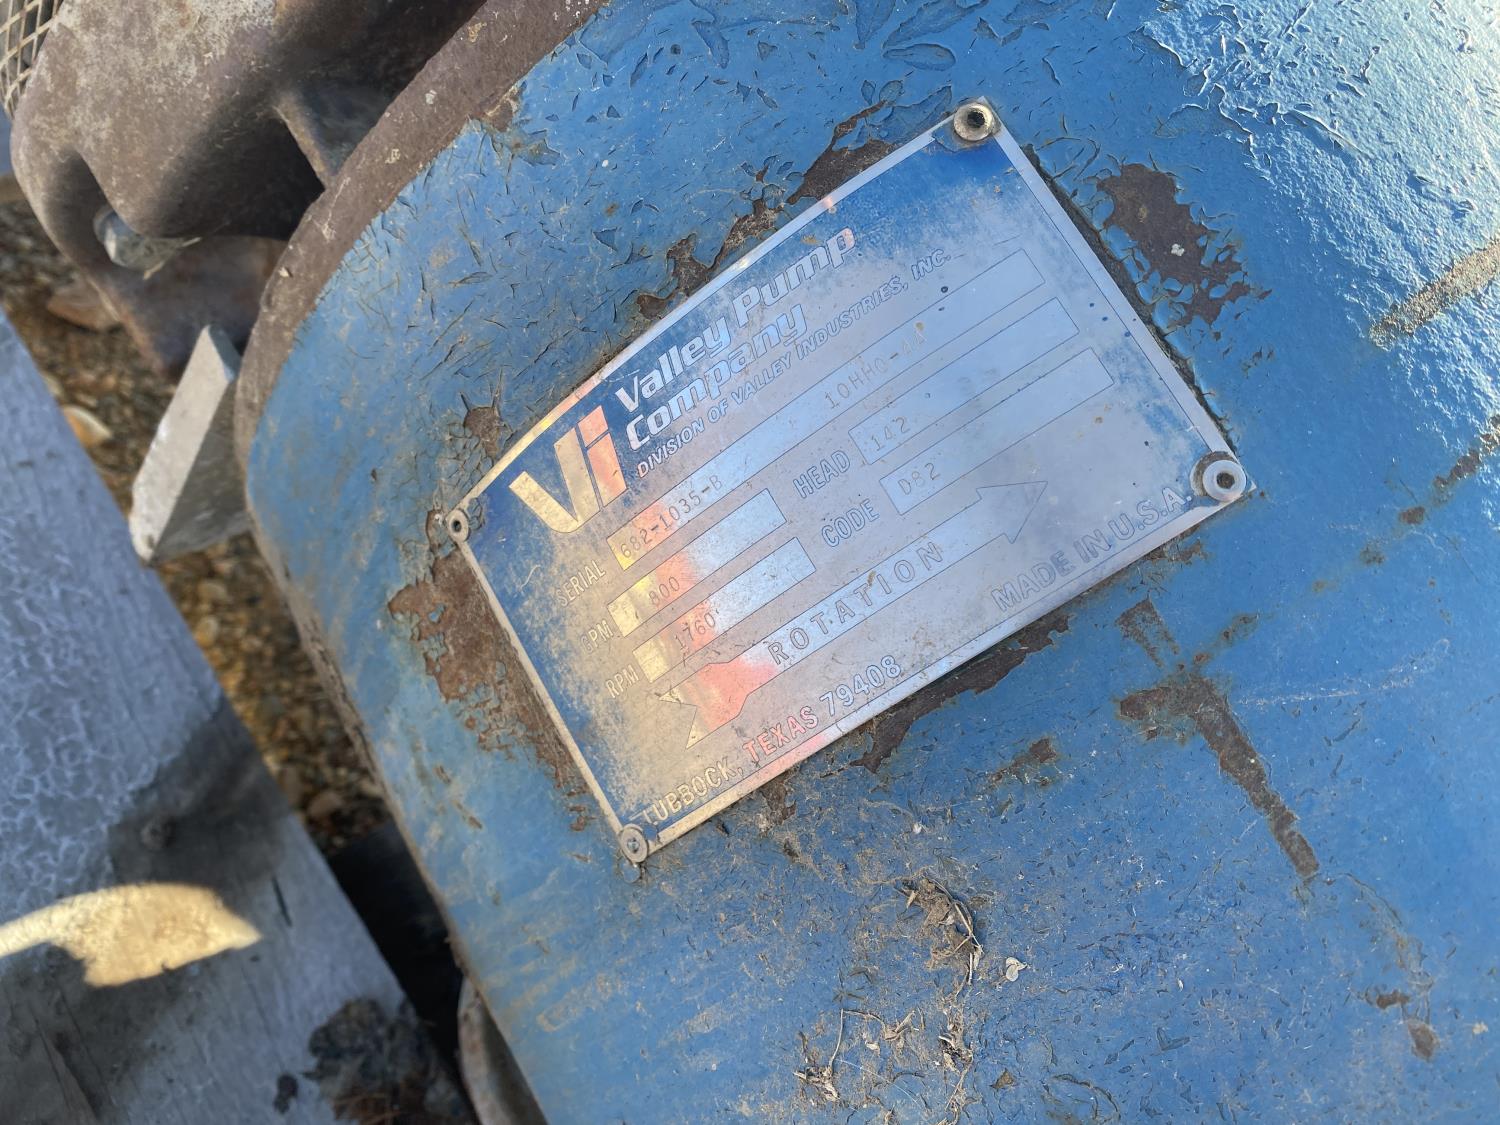 Vi Valley Pump
Company
DIVISION OF VALLEY INDUSTRIES, INC.
SERIAL 682-1035-B 10HHO-4A
GPM 800 HEAD 142
RPM 1760 CODE D82
ROTATION
LUBBOCK, TEXAS 79408 MADE IN U.S.A.